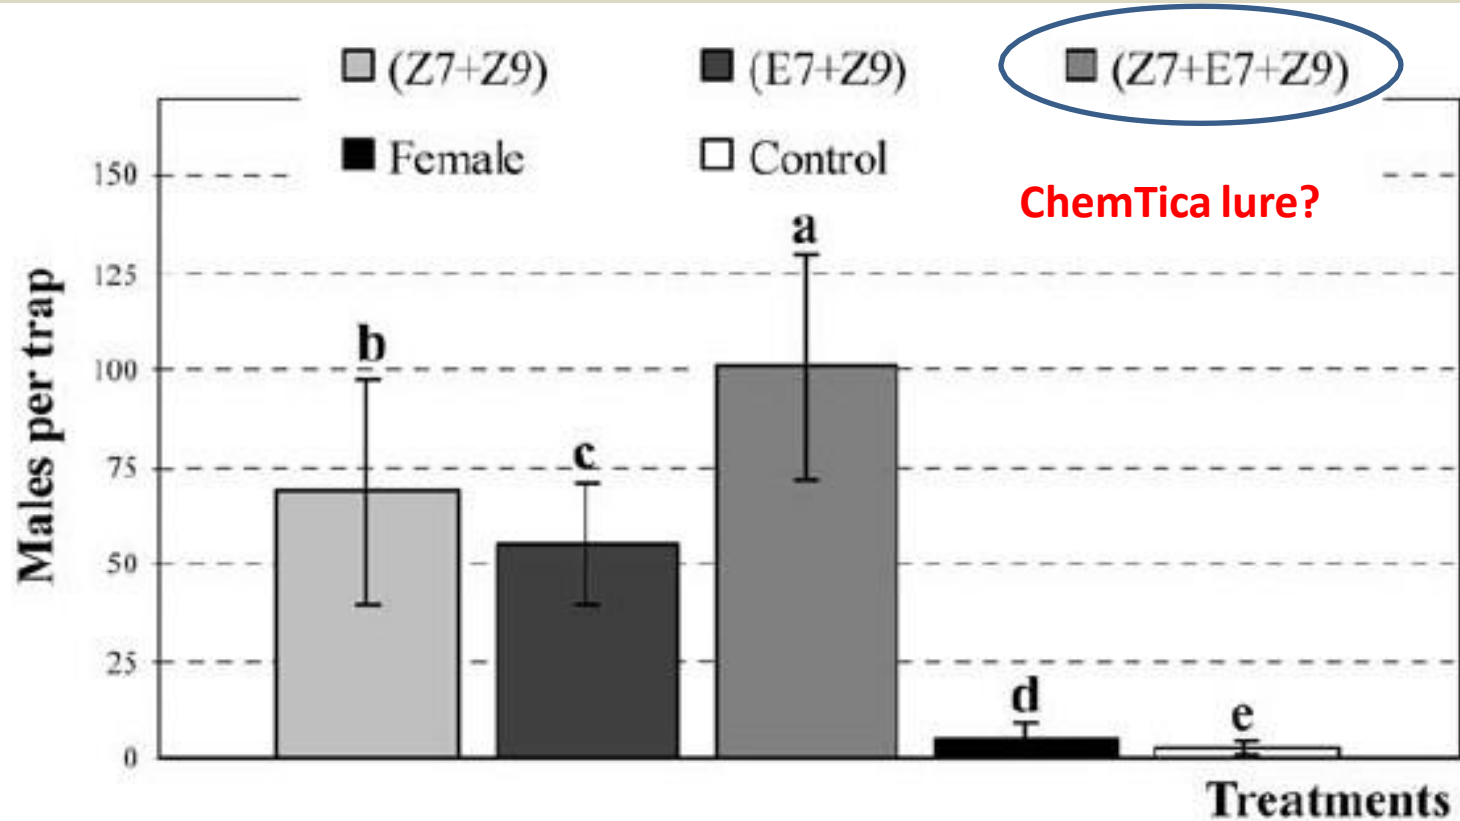 (Z7+Z9) (E7+Z9) (Z7+E7+Z9)
Female Control
ChemTica lure?
Males per trap
150
125
100
75
50
25
0
b
c
a
d
e
Treatments